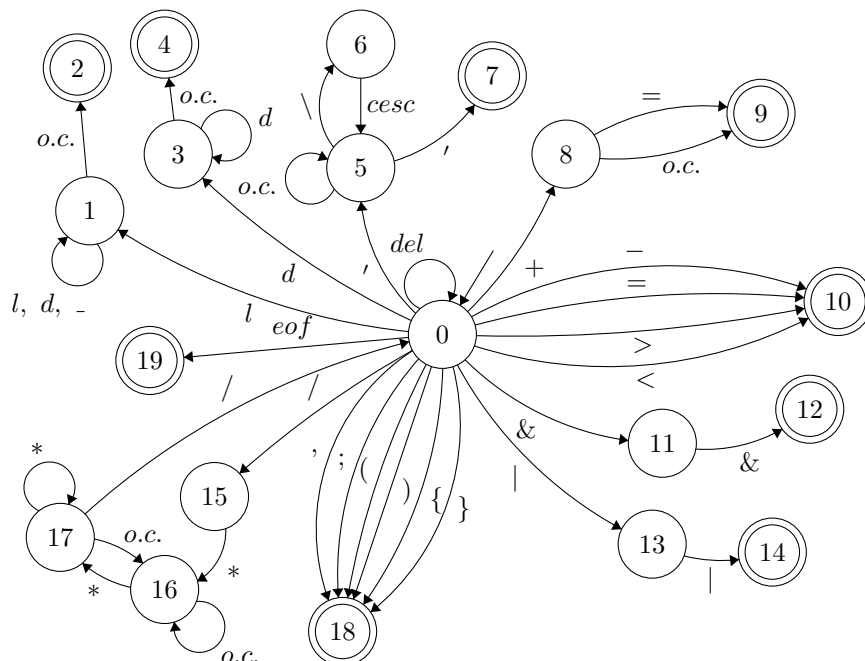 4
6
2
7
o.c.
=
9
\
cesc
o.c.
d
3
8
'
5
o.c.
o.c.
1
del
+
−
=
10
d
'
l, d, _
l
eof
0
>
<
19
/
/
12
&
11
&
*
, ; ( ) { }
|
15
17
o.c.
13
14
*
16
*
|
18
o.c.